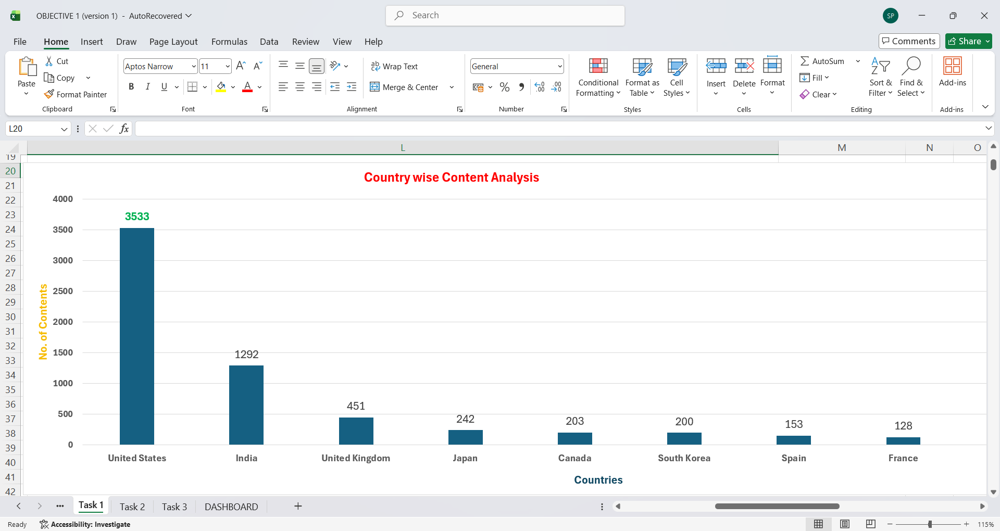 OBJECTIVE 1 (version 1) - AutoRecovered
Search
SP
File Home Insert Draw Page Layout Formulas Data Review View Help
Comments Share
Paste
Cut
Copy
Format Painter
Clipboard
Aptos Narrow 11
B I U
Font
Wrap Text
Merge & Center
Alignment
General
Number
Conditional Formatting
Format as Table
Cell Styles
Styles
Insert Delete Format
Cells
AutoSum
Fill
Clear
Sort & Filter
Find & Select
Editing
Add-ins
Add-ins
L20
fx
L M N O
19
20
21
22
23
24
25
26
27
28
29
30
31
32
33
34
35
36
37
38
39
40
41
42
Country wise Content Analysis
No. of Contents
4000
3500
3000
2500
2000
1500
1000
500
0
3533 1292 451 242 203 200 153 128
United States India United Kingdom Japan Canada South Korea Spain France
Countries
Task 1 Task 2 Task 3 DASHBOARD
Ready Accessibility: Investigate
115%